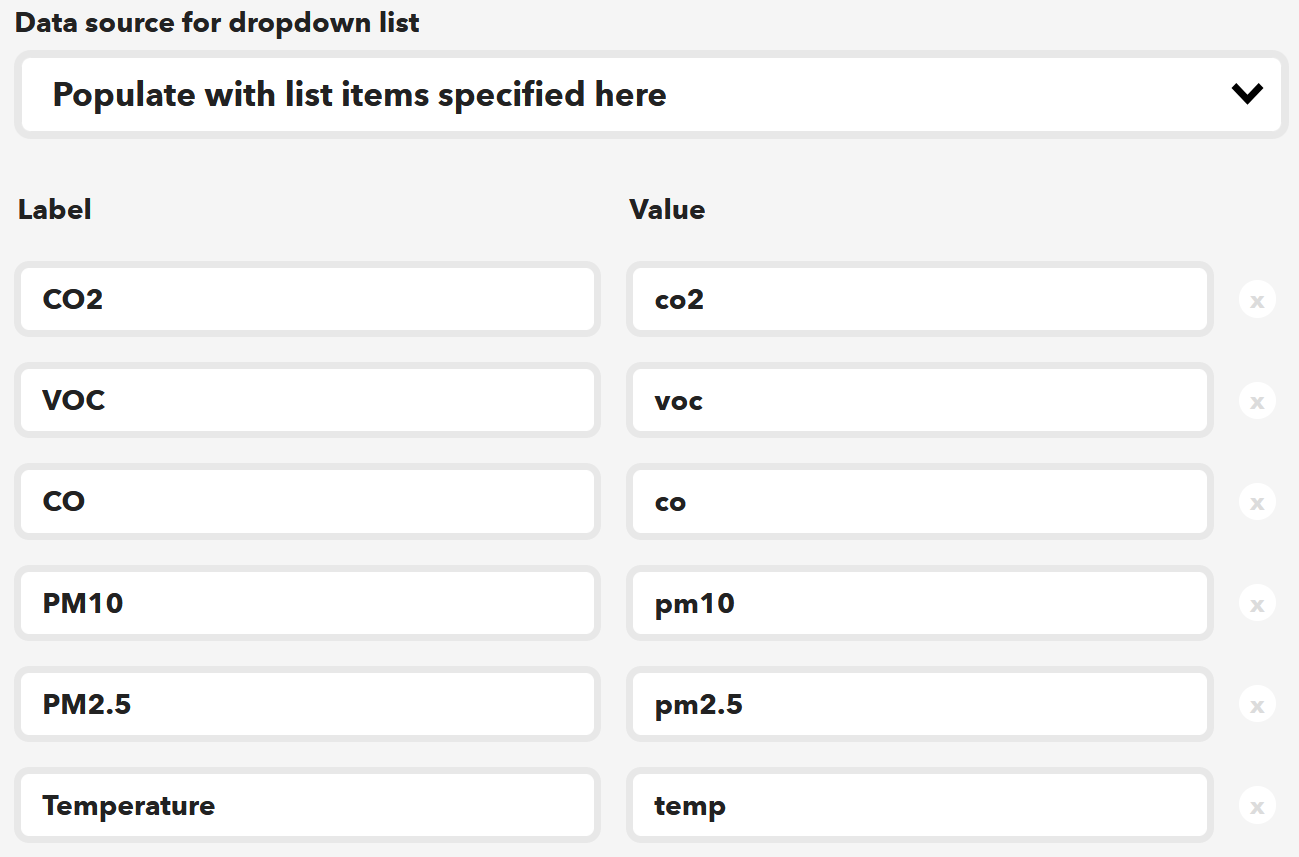 Data source for dropdown list
Populate with list items specified here
Label Value
CO2 co2 x
VOC voc x
CO co x
PM10 pm10 x
PM2.5 pm2.5 x
Temperature temp x